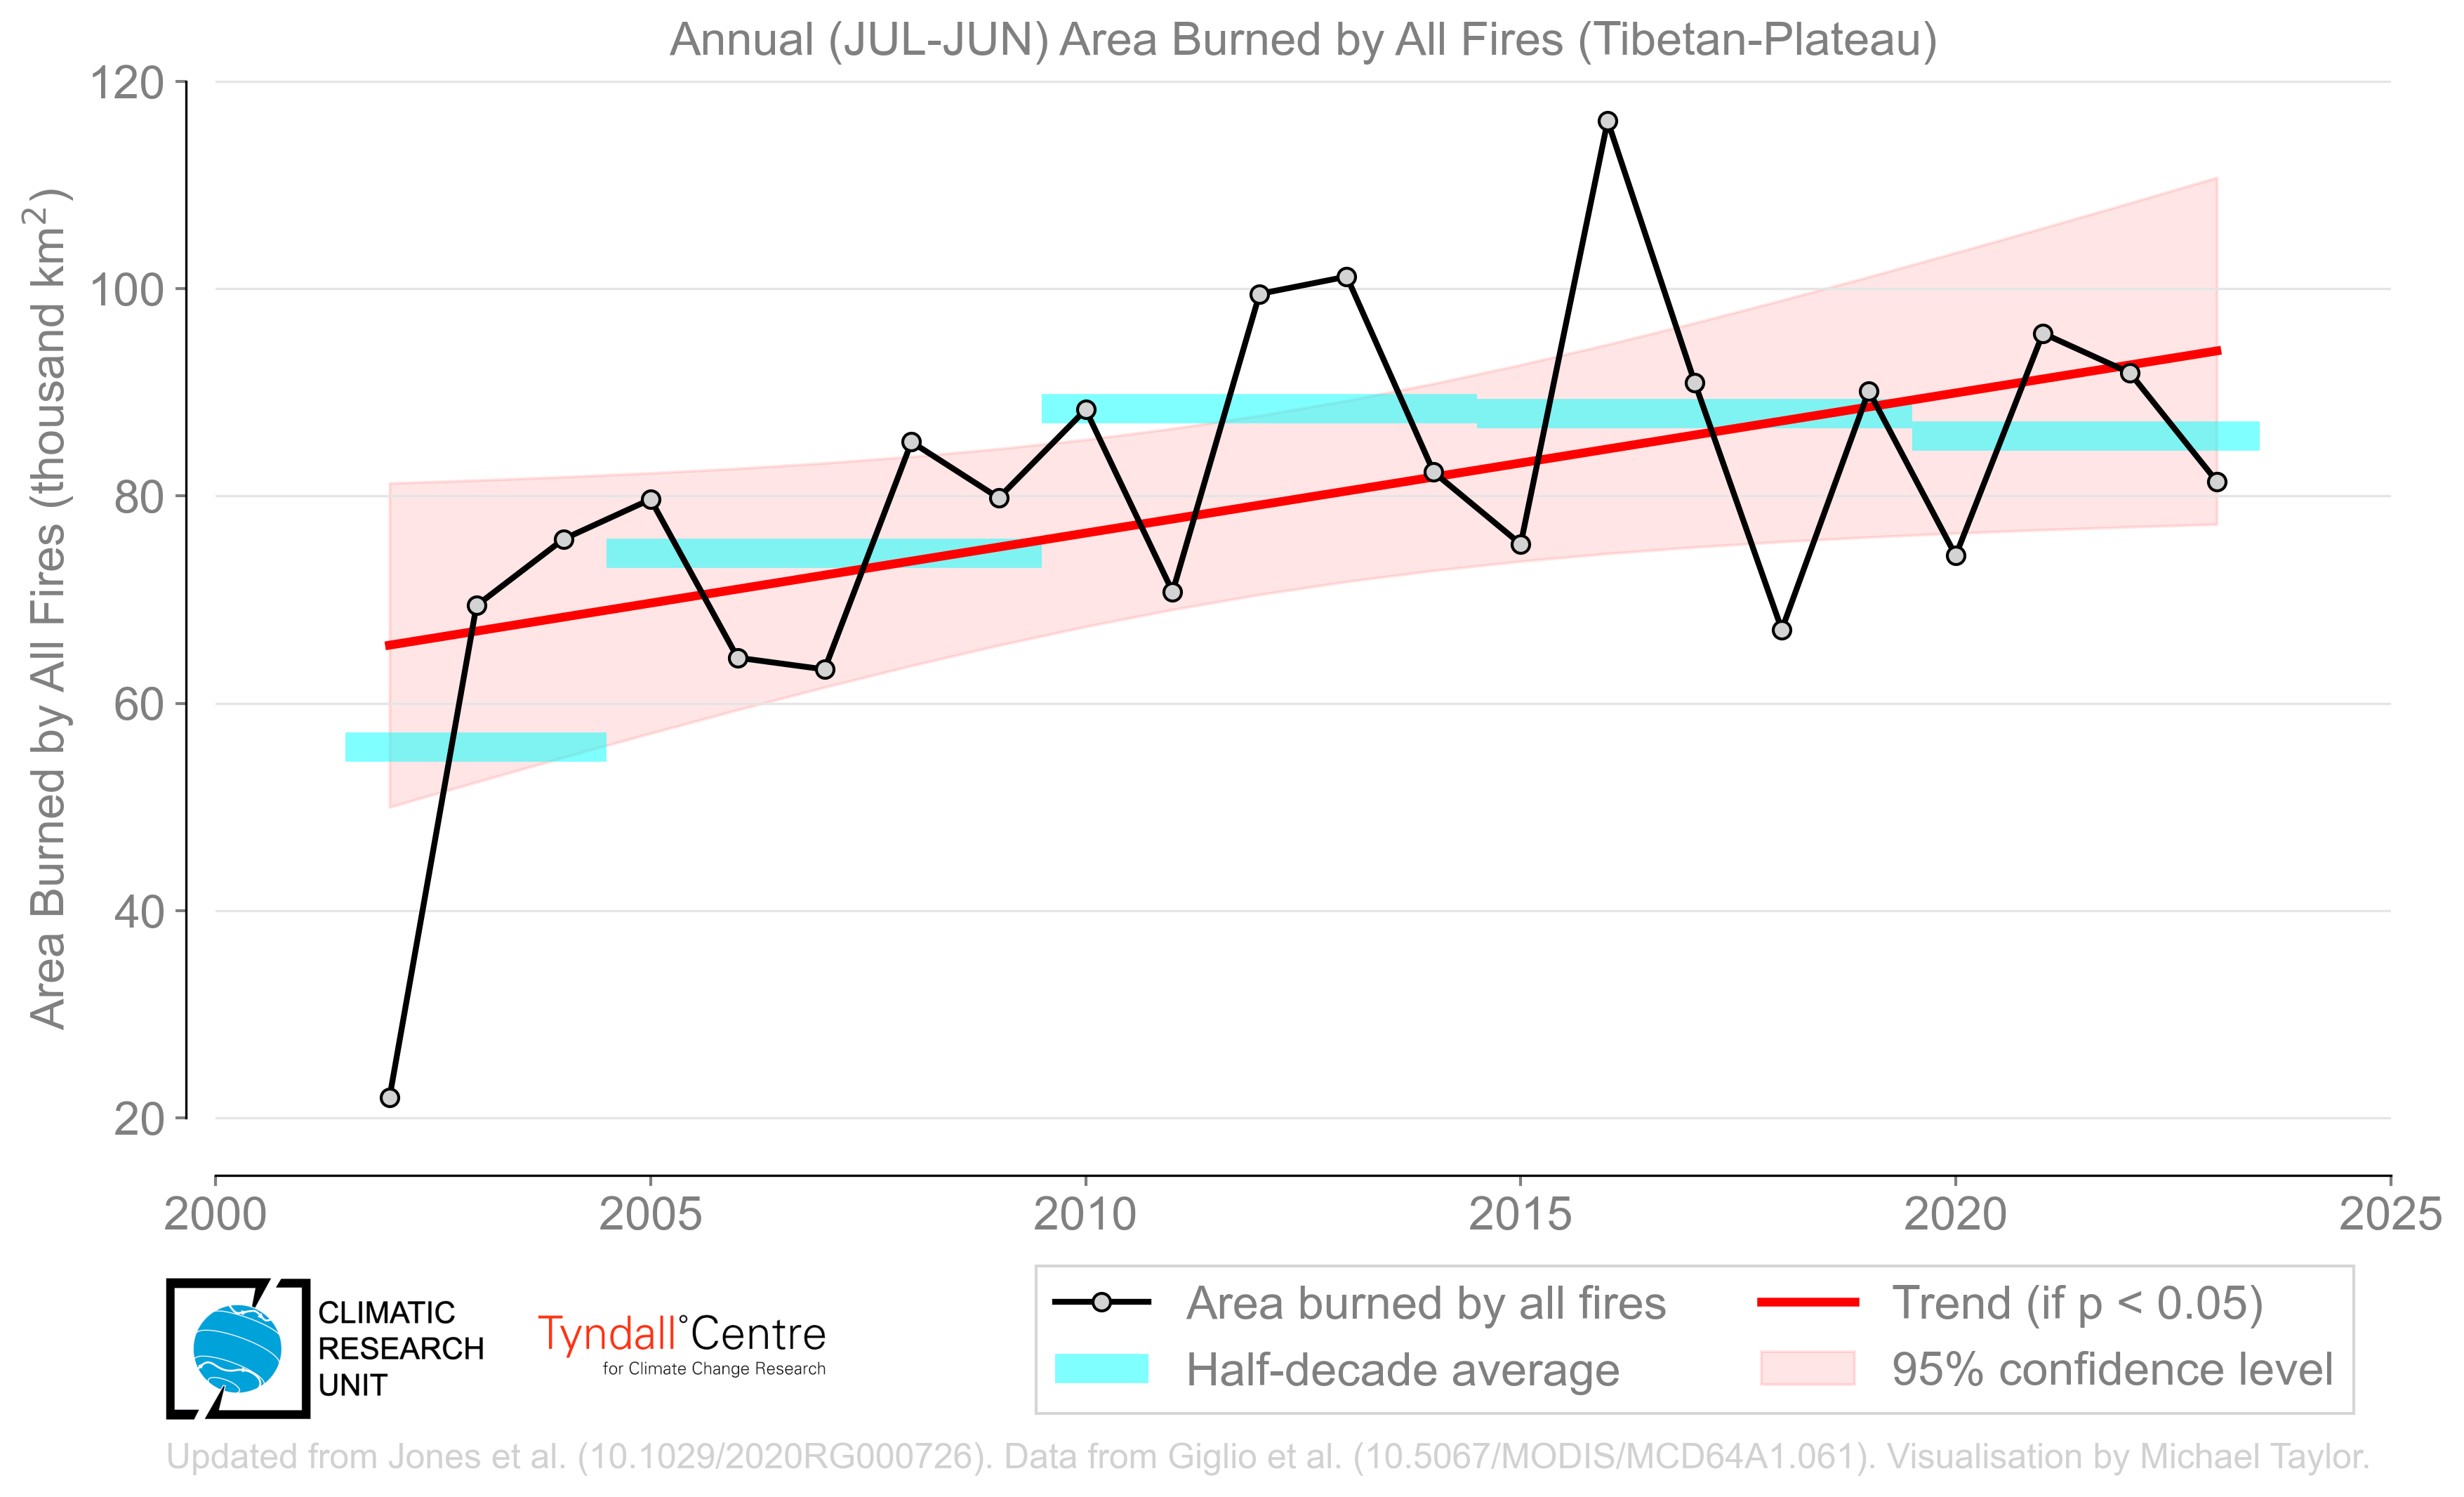 Annual (JUL-JUN) Area Burned by All Fires (Tibetan-Plateau)
Area Burned by All Fires (thousand km²)
120
100
80
60
40
20
2000
2005
2010
2015
2020
2025
Area burned by all fires
Half-decade average
Trend (if p < 0.05)
95% confidence level
CLIMATIC
RESEARCH
UNIT
Tyndall°Centre
for Climate Change Research
Updated from Jones et al. (10.1029/2020RG000726). Data from Giglio et al. (10.5067/MODIS/MCD64A1.061). Visualisation by Michael Taylor.